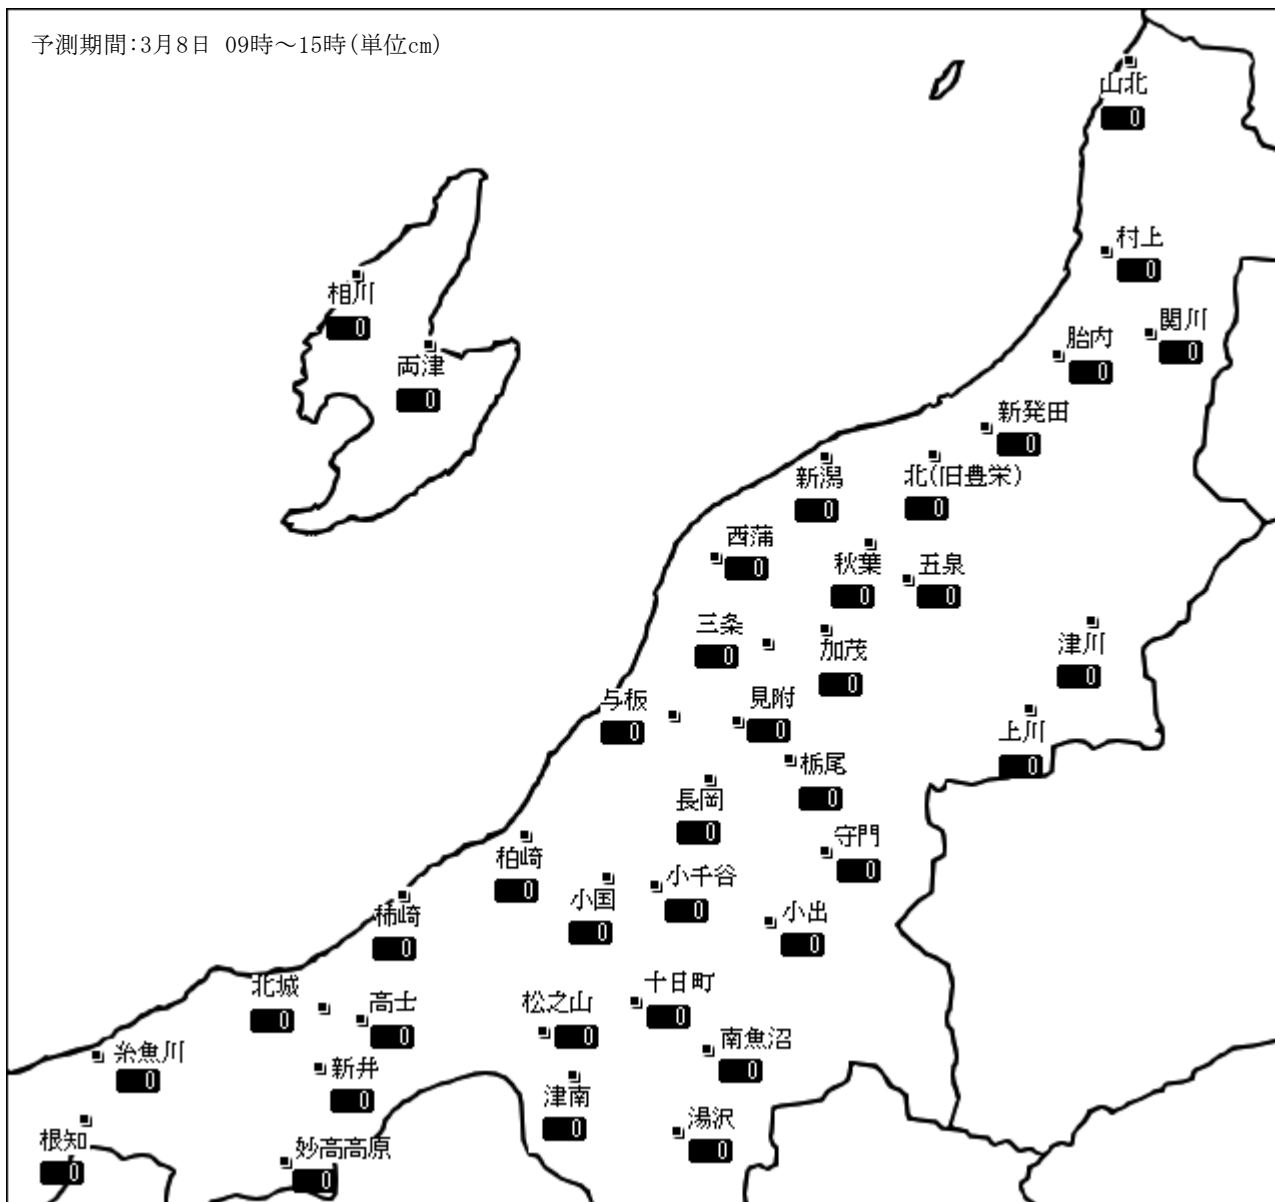 予測期間:3月8日 09時～15時(単位cm)
山北
0
村上
0
相川
0
関川
0
胎内
0
両津
0
新発田
0
新潟
0
北(旧豊栄)
0
西蒲
0
秋葉
0
五泉
0
三条
0
加茂
0
津川
0
与板
0
見附
0
上川
0
栃尾
0
長岡
0
守門
0
柏崎
0
小千谷
0
小国
0
小出
0
柿崎
0
北城
0
高士
0
松之山
0
十日町
0
南魚沼
0
糸魚川
0
新井
0
津南
0
湯沢
0
根知
0
妙高高原
0